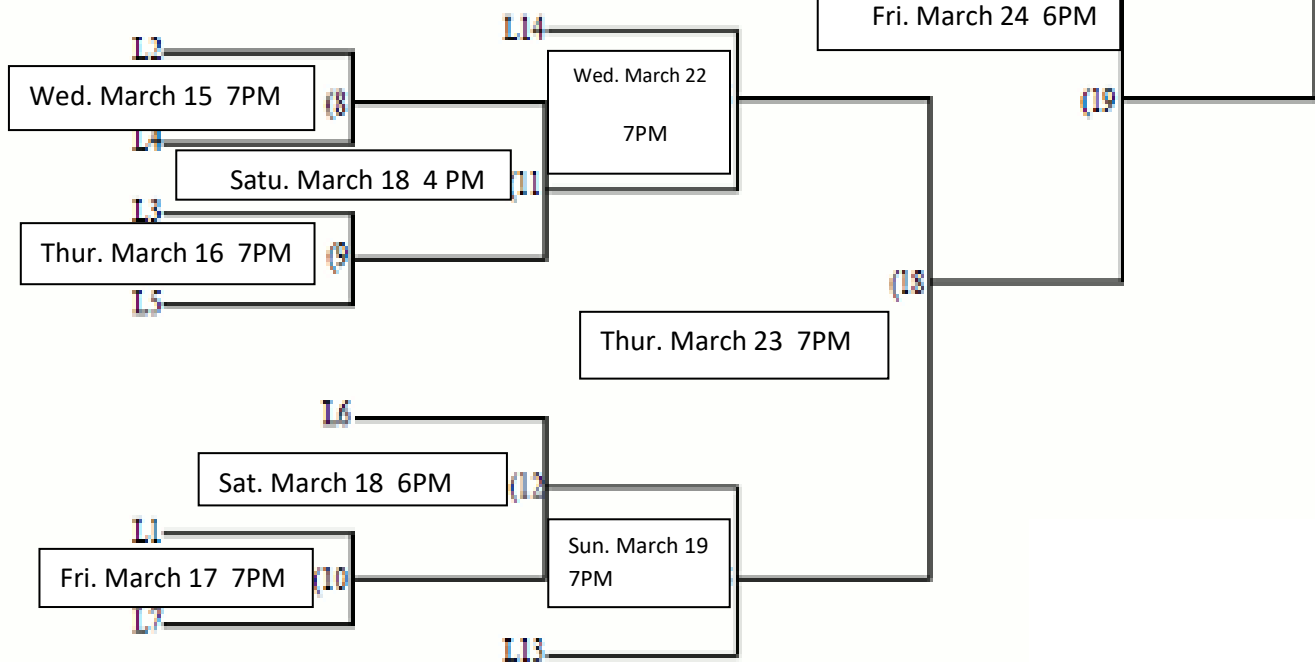 Fri. March 24 6PM
L14
L2
Wed. March 22
7PM
Wed. March 15 7PM
(8
(19
L4
Satu. March 18 4 PM
(11
L3
Thur. March 16 7PM
(9
(18
L5
Thur. March 23 7PM
L6
Sat. March 18 6PM
(12
L1
Sun. March 19
7PM
Fri. March 17 7PM
(10
L7
L13